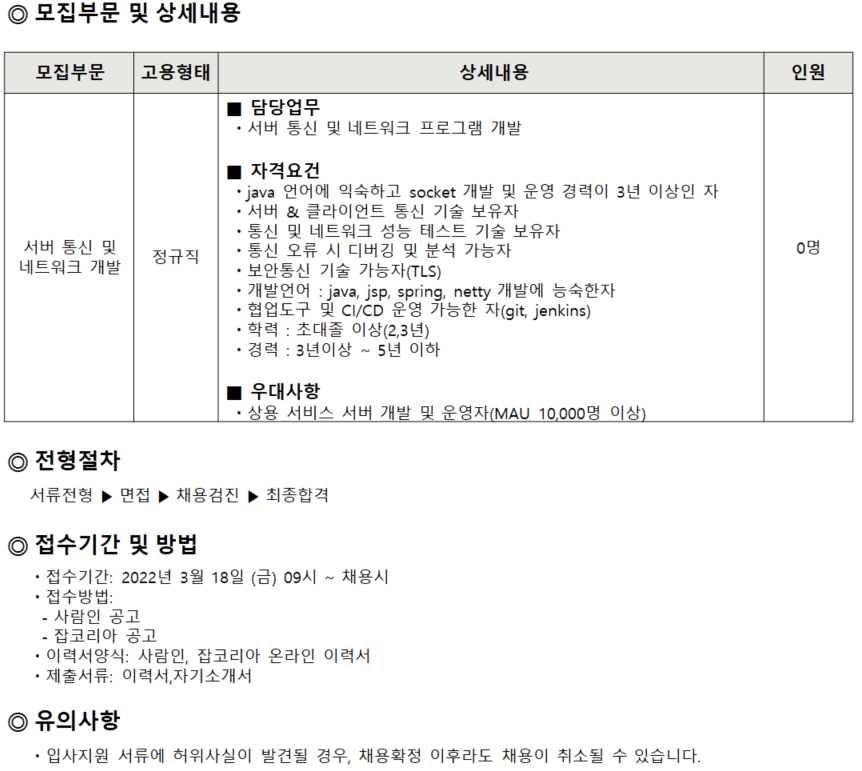 ◎ 모집부문 및 상세내용
모집부문 고용형태 상세내용 인원
서버 통신 및
네트워크 개발
정규직
■ 담당업무
・서버 통신 및 네트워크 프로그램 개발
■ 자격요건
・java 언어에 익숙하고 socket 개발 및 운영 경력이 3년 이상인 자
・서버 & 클라이언트 통신 기술 보유자
・통신 및 네트워크 성능 테스트 기술 보유자
・통신 오류 시 디버깅 및 분석 가능자
・보안통신 기술 가능자(TLS)
・개발언어 : java, jsp, spring, netty 개발에 능숙한자
・협업도구 및 CI/CD 운영 가능한 자(git, jenkins)
・학력 : 초대졸 이상(2,3년)
・경력 : 3년이상 ~ 5년 이하
■ 우대사항
・상용 서비스 서버 개발 및 운영자(MAU 10,000명 이상)
0명
◎ 전형절차
서류전형 ▶ 면접 ▶ 채용검진 ▶ 최종합격
◎ 접수기간 및 방법
・접수기간: 2022년 3월 18일 (금) 09시 ~ 채용시
・접수방법:
- 사람인 공고
- 잡코리아 공고
・이력서양식: 사람인, 잡코리아 온라인 이력서
・제출서류: 이력서,자기소개서
◎ 유의사항
・입사지원 서류에 허위사실이 발견될 경우, 채용확정 이후라도 채용이 취소될 수 있습니다.